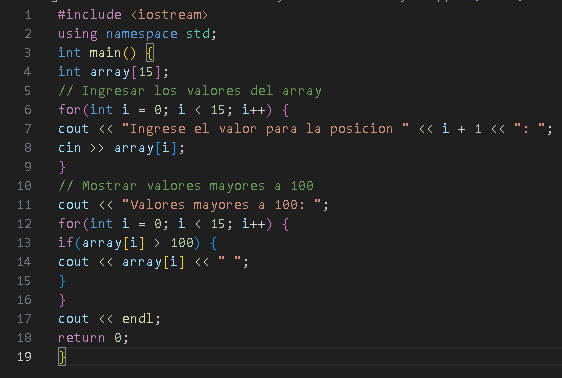 1 #include <iostream>
2 using namespace std;
3 int main() {
4 int array[15];
5 // Ingresar los valores del array
6 for(int i = 0; i < 15; i++) {
7 cout << "Ingrese el valor para la posicion " << i + 1 << ": ";
8 cin >> array[i];
9 }
10 // Mostrar valores mayores a 100
11 cout << "Valores mayores a 100: ";
12 for(int i = 0; i < 15; i++) {
13 if(array[i] > 100) {
14 cout << array[i] << " ";
15 }
16 }
17 cout << endl;
18 return 0;
19 }